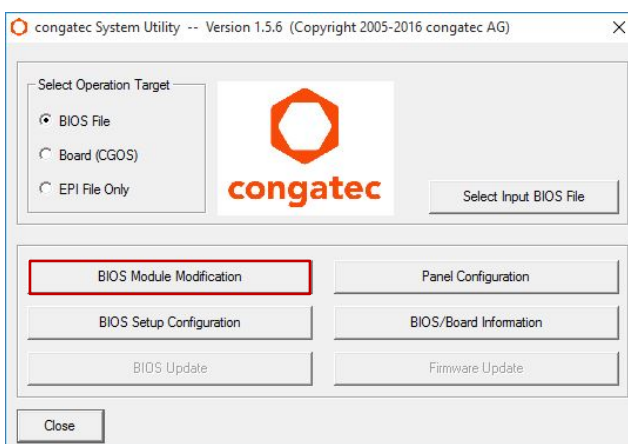 congatec System Utility -- Version 1.5.6 (Copyright 2005-2016 congatec AG)
Select Operation Target
BIOS File
Board (CGOS)
EPI File Only
congatec
Select Input BIOS File
BIOS Module Modification
Panel Configuration
BIOS Setup Configuration
BIOS/Board Information
BIOS Update
Firmware Update
Close